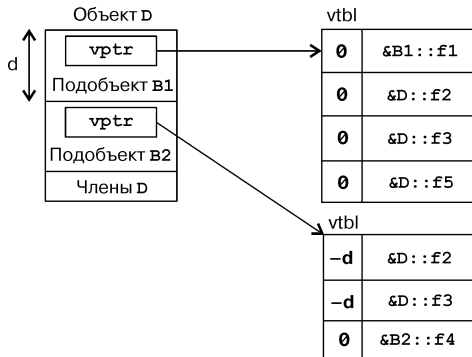 Объект D
vtbl
d
vptr
Подобъект B1
vptr
Подобъект B2
Члены D
0 &B1::f1
0 &D::f2
0 &D::f3
0 &D::f5
vtbl
–d &D::f2
–d &D::f3
0 &B2::f4